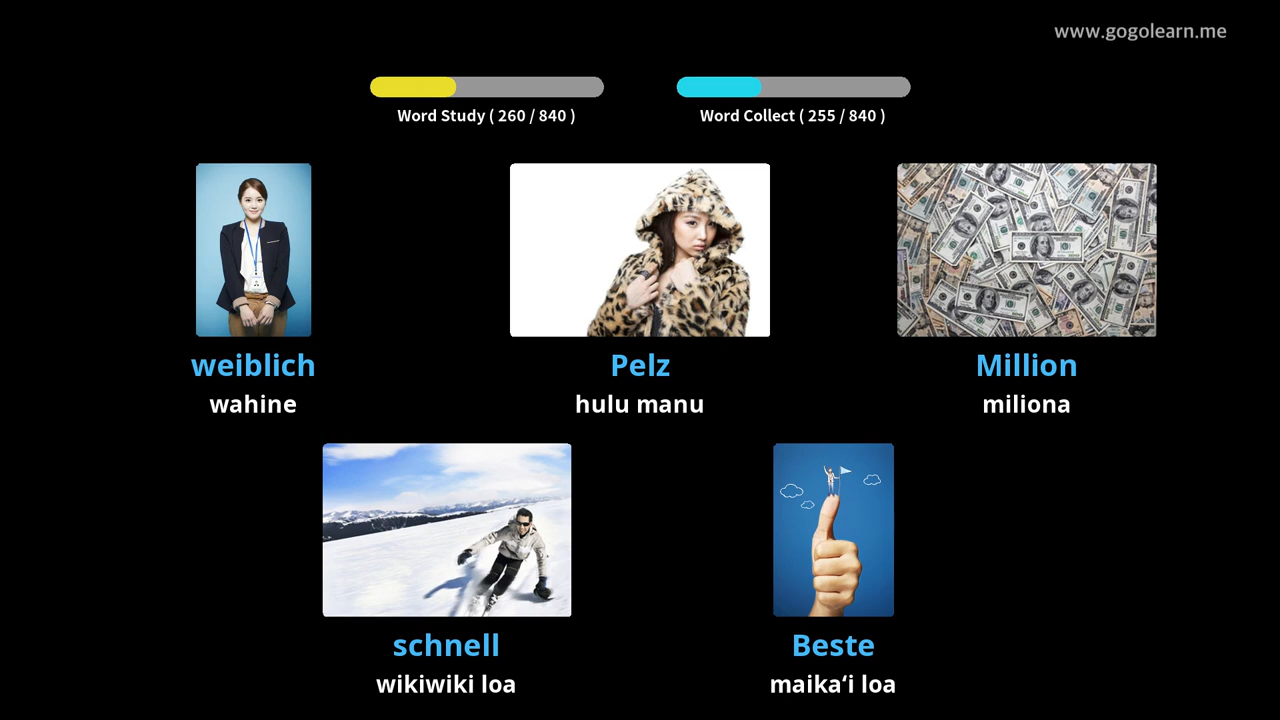 www.gogolearn.me
Word Study ( 260 / 840 )
Word Collect ( 255 / 840 )
weiblich
wahine
Pelz
hulu manu
Million
miliona
schnell
wikiwiki loa
Beste
maikaʻi loa